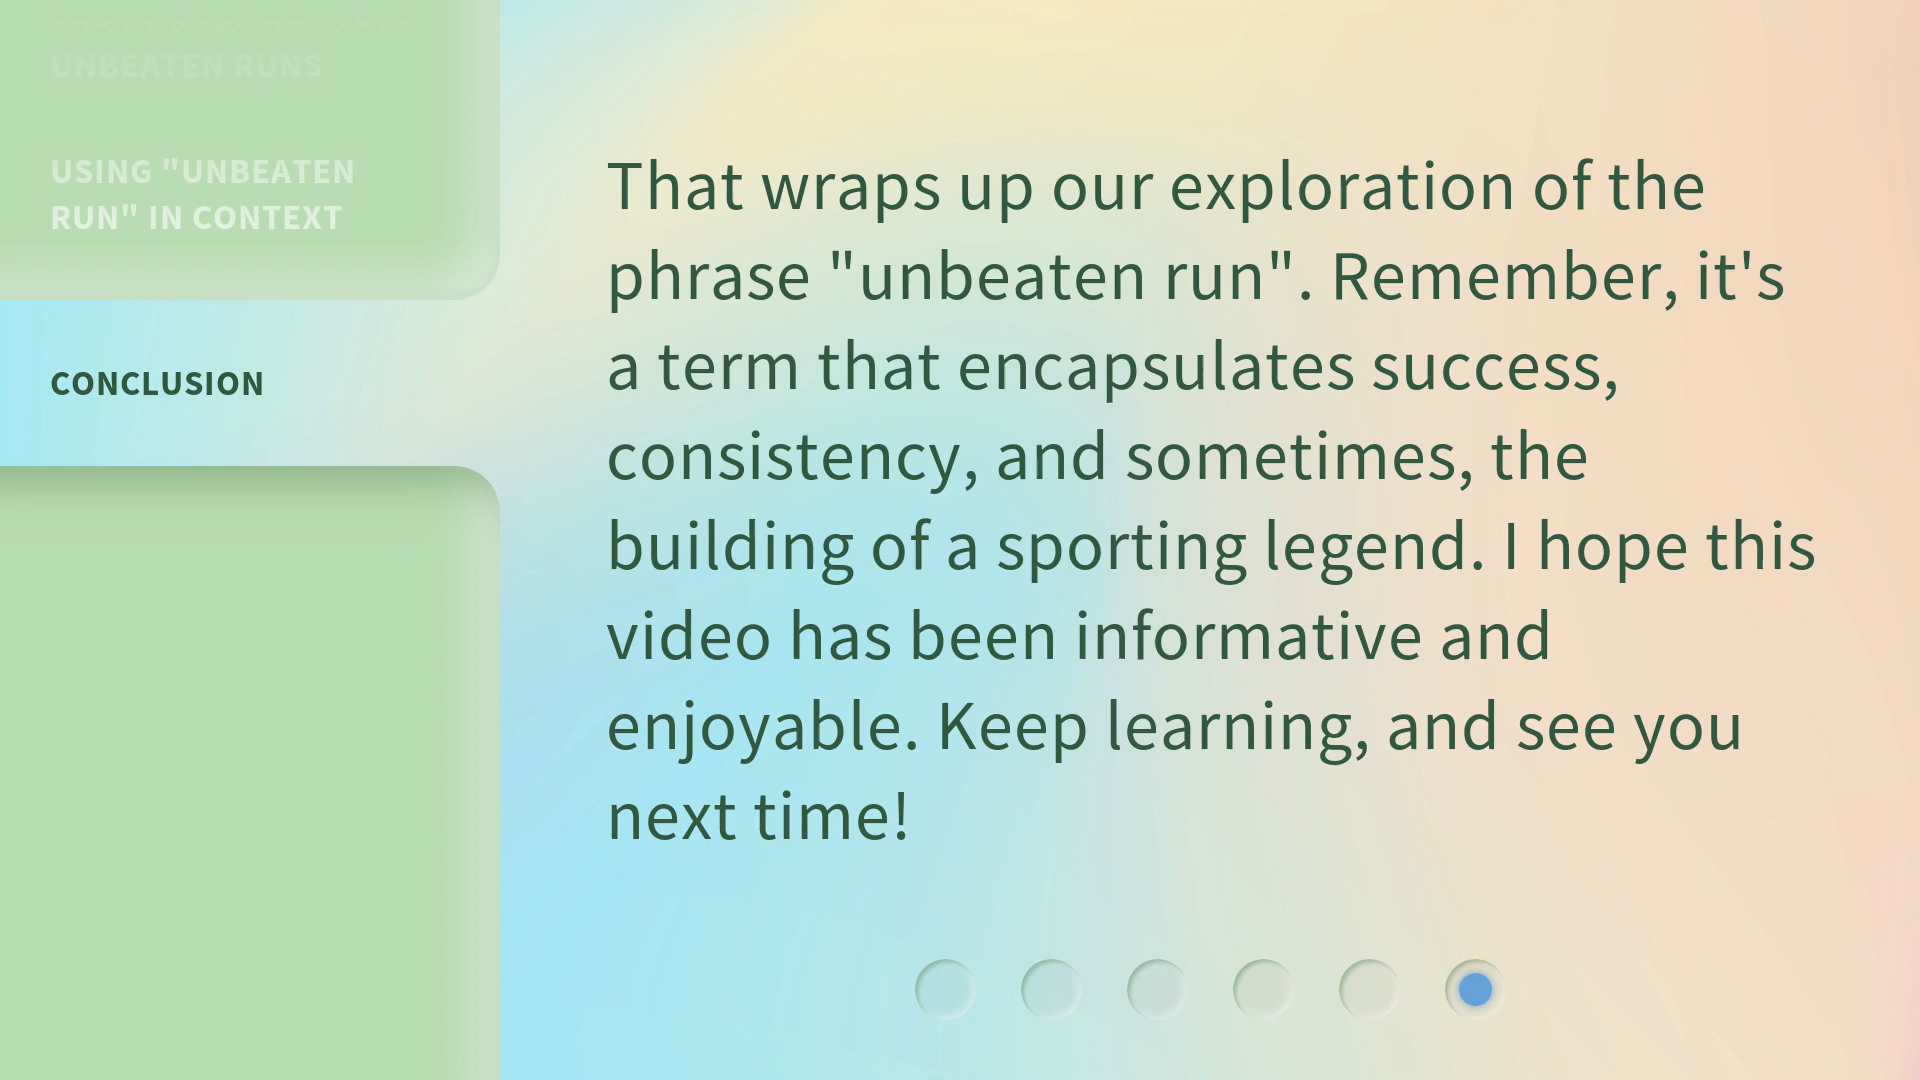 UNBEATEN RUNS
USING "UNBEATEN
RUN" IN CONTEXT
CONCLUSION
That wraps up our exploration of the
phrase "unbeaten run". Remember, it's
a term that encapsulates success,
consistency, and sometimes, the
building of a sporting legend. I hope this
video has been informative and
enjoyable. Keep learning, and see you
next time!